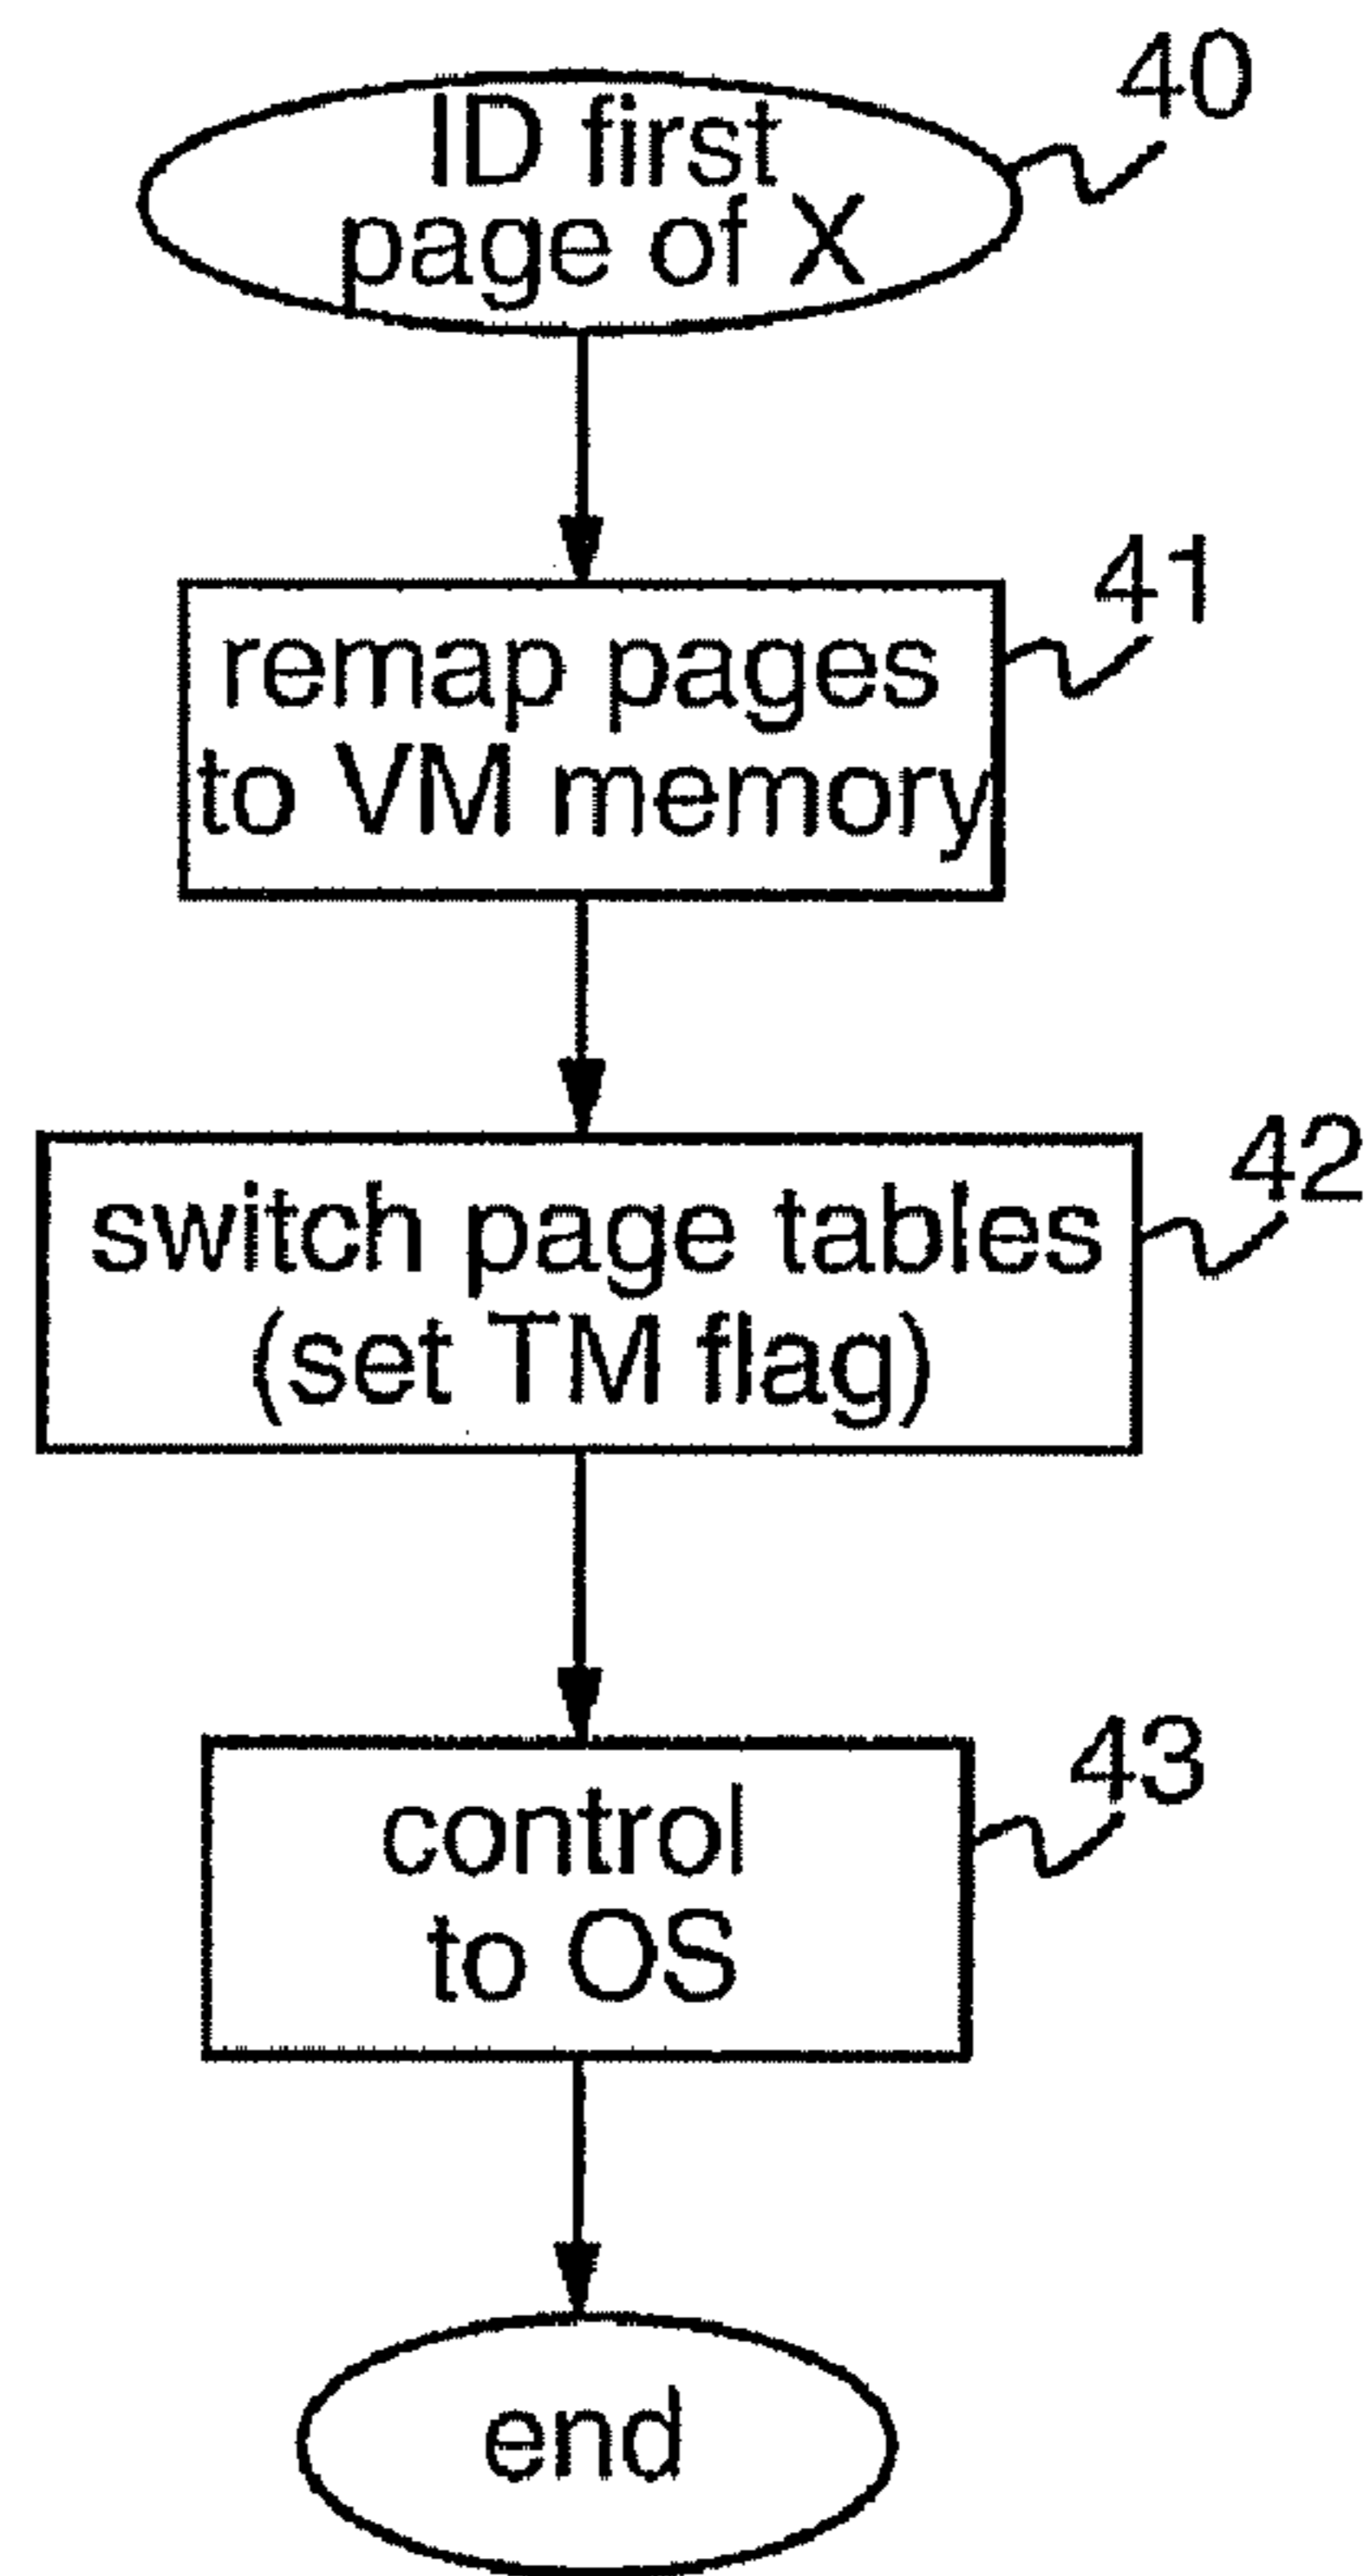 40
ID first
page of X
41
remap pages
to VM memory
42
switch page tables
(set TM flag)
43
control
to OS
end